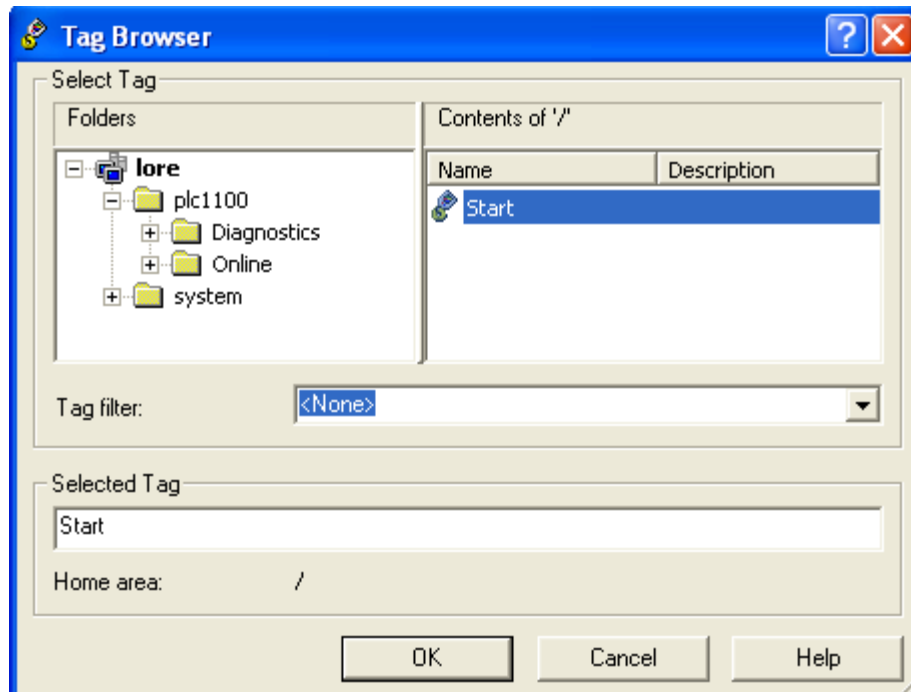 Tag Browser
Select Tag
Folders
Contents of '/'
lore
plc1100
Diagnostics
Online
system
Name Description
Start
Tag filter: <None>
Selected Tag
Start
Home area: /
OK Cancel Help